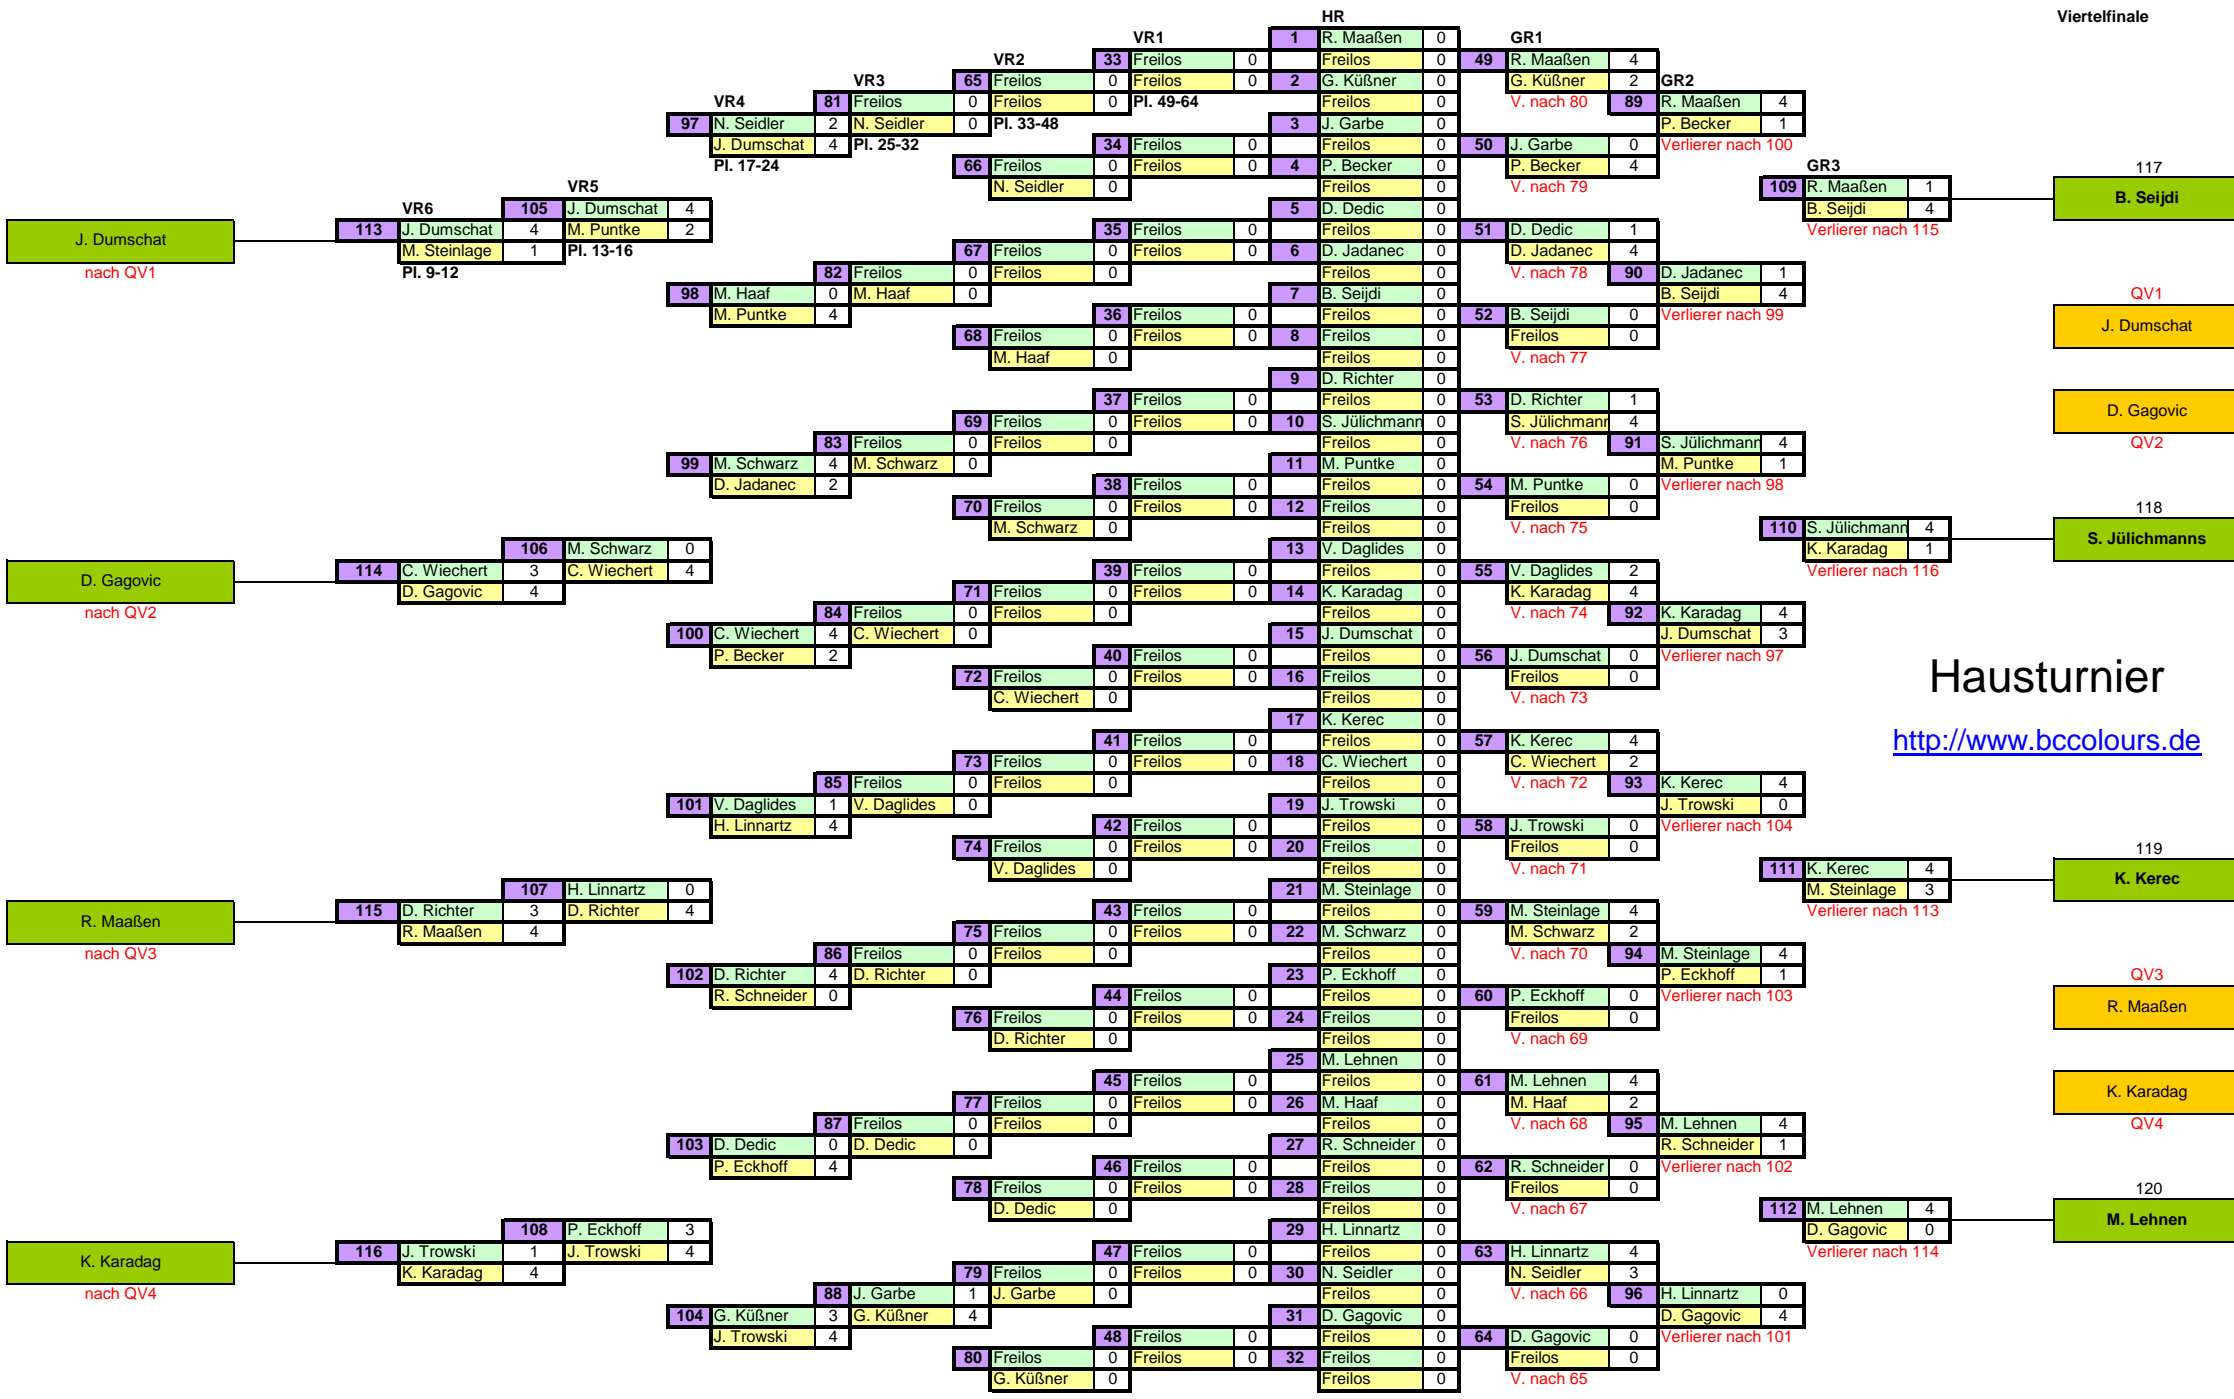 HR Viertelfinale
VR1 1 R. Maaßen 0 GR1
VR2 33 Freilos 0 Freilos 0 49 R. Maaßen 4
VR3 65 Freilos 0 Freilos 0 2 G. Küßner 0 G. Küßner 2 GR2
VR4 81 Freilos 0 Freilos 0 Pl. 49-64 Freilos 0 V. nach 80 89 R. Maaßen 4
97 N. Seidler 2 N. Seidler 0 Pl. 33-48 3 J. Garbe 0 P. Becker 1
J. Dumschat 4 Pl. 25-32 34 Freilos 0 Freilos 0 50 J. Garbe 0 Verlierer nach 100
Pl. 17-24 66 Freilos 0 Freilos 0 4 P. Becker 0 P. Becker 4 GR3 117
VR5 N. Seidler 0 Freilos 0 V. nach 79 109 R. Maaßen 1 B. Seijdi
VR6 105 J. Dumschat 4 5 D. Dedic 0 B. Seijdi 4
J. Dumschat 113 J. Dumschat 4 M. Puntke 2 35 Freilos 0 Freilos 0 51 D. Dedic 1 Verlierer nach 115
M. Steinlage 1 Pl. 13-16 67 Freilos 0 Freilos 0 6 D. Jadanec 0 D. Jadanec 4
nach QV1 Pl. 9-12 82 Freilos 0 Freilos 0 Freilos 0 V. nach 78 90 D. Jadanec 1
98 M. Haaf 0 M. Haaf 0 7 B. Seijdi 0 B. Seijdi 4 QV1
M. Puntke 4 36 Freilos 0 Freilos 0 52 B. Seijdi 0 Verlierer nach 99 J. Dumschat
68 Freilos 0 Freilos 0 8 Freilos 0 Freilos 0
M. Haaf 0 Freilos 0 V. nach 77
9 D. Richter 0
37 Freilos 0 Freilos 0 53 D. Richter 1 D. Gagovic
69 Freilos 0 Freilos 0 10 S. Jülichmann 0 S. Jülichmanr 4
83 Freilos 0 Freilos 0 Freilos 0 V. nach 76 91 S. Jülichmanr 4 QV2
99 M. Schwarz 4 M. Schwarz 0 11 M. Puntke 0 M. Puntke 1
D. Jadanec 2 38 Freilos 0 Freilos 0 54 M. Puntke 0 Verlierer nach 98
70 Freilos 0 Freilos 0 12 Freilos 0 Freilos 0 118
M. Schwarz 0 Freilos 0 V. nach 75 110 S. Jülichmann 4 S. Jülichmanns
106 M. Schwarz 0 13 V. Daglides 0 K. Karadag 1
D. Gagovic 114 C. Wiechert 3 C. Wiechert 4 39 Freilos 0 Freilos 0 55 V. Daglides 2 Verlierer nach 116
D. Gagovic 4 71 Freilos 0 Freilos 0 14 K. Karadag 0 K. Karadag 4
nach QV2 84 Freilos 0 Freilos 0 Freilos 0 V. nach 74 92 K. Karadag 4
100 C. Wiechert 4 C. Wiechert 0 15 J. Dumschat 0 J. Dumschat 3
P. Becker 2 40 Freilos 0 Freilos 0 56 J. Dumschat 0 Verlierer nach 97
72 Freilos 0 Freilos 0 16 Freilos 0 Freilos 0 Hausturnier
C. Wiechert 0 Freilos 0 V. nach 73
17 K. Kerec 0
41 Freilos 0 Freilos 0 57 K. Kerec 4 http://www.bccolours.de
73 Freilos 0 Freilos 0 18 C. Wiechert 0 C. Wiechert 2
85 Freilos 0 Freilos 0 Freilos 0 V. nach 72 93 K. Kerec 4
101 V. Daglides 1 V. Daglides 0 19 J. Trowski 0 J. Trowski 0
H. Linnartz 4 42 Freilos 0 Freilos 0 58 J. Trowski 0 Verlierer nach 104
74 Freilos 0 Freilos 0 20 Freilos 0 Freilos 0 119
V. Daglides 0 Freilos 0 V. nach 71 111 K. Kerec 4 K. Kerec
107 H. Linnartz 0 21 M. Steinlage 0 M. Steinlage 3
R. Maaßen 115 D. Richter 3 D. Richter 4 43 Freilos 0 Freilos 0 59 M. Steinlage 4 Verlierer nach 113
R. Maaßen 4 75 Freilos 0 Freilos 0 22 M. Schwarz 0 M. Schwarz 2
nach QV3 86 Freilos 0 Freilos 0 Freilos 0 V. nach 70 94 M. Steinlage 4
102 D. Richter 4 D. Richter 0 23 P. Eckhoff 0 P. Eckhoff 1 QV3
R. Schneider 0 44 Freilos 0 Freilos 0 60 P. Eckhoff 0 Verlierer nach 103 R. Maaßen
76 Freilos 0 Freilos 0 24 Freilos 0 Freilos 0
D. Richter 0 Freilos 0 V. nach 69
25 M. Lehnen 0
45 Freilos 0 Freilos 0 61 M. Lehnen 4 K. Karadag
77 Freilos 0 Freilos 0 26 M. Haaf 0 M. Haaf 2
87 Freilos 0 Freilos 0 Freilos 0 V. nach 68 95 M. Lehnen 4 QV4
103 D. Dedic 0 D. Dedic 0 27 R. Schneider 0 R. Schneider 1
P. Eckhoff 4 46 Freilos 0 Freilos 0 62 R. Schneider 0 Verlierer nach 102
78 Freilos 0 Freilos 0 28 Freilos 0 Freilos 0 120
D. Dedic 0 Freilos 0 V. nach 67 112 M. Lehnen 4 M. Lehnen
108 P. Eckhoff 3 29 H. Linnartz 0 D. Gagovic 0
K. Karadag 116 J. Trowski 1 J. Trowski 4 47 Freilos 0 Freilos 0 63 H. Linnartz 4 Verlierer nach 114
K. Karadag 4 79 Freilos 0 Freilos 0 30 N. Seidler 0 N. Seidler 3
nach QV4 88 J. Garbe 1 J. Garbe 0 Freilos 0 V. nach 66 96 H. Linnartz 0
104 G. Küßner 3 G. Küßner 4 31 D. Gagovic 0 D. Gagovic 4
J. Trowski 4 48 Freilos 0 Freilos 0 64 D. Gagovic 0 Verlierer nach 101
80 Freilos 0 Freilos 0 32 Freilos 0 Freilos 0
G. Küßner 0 Freilos 0 V. nach 65